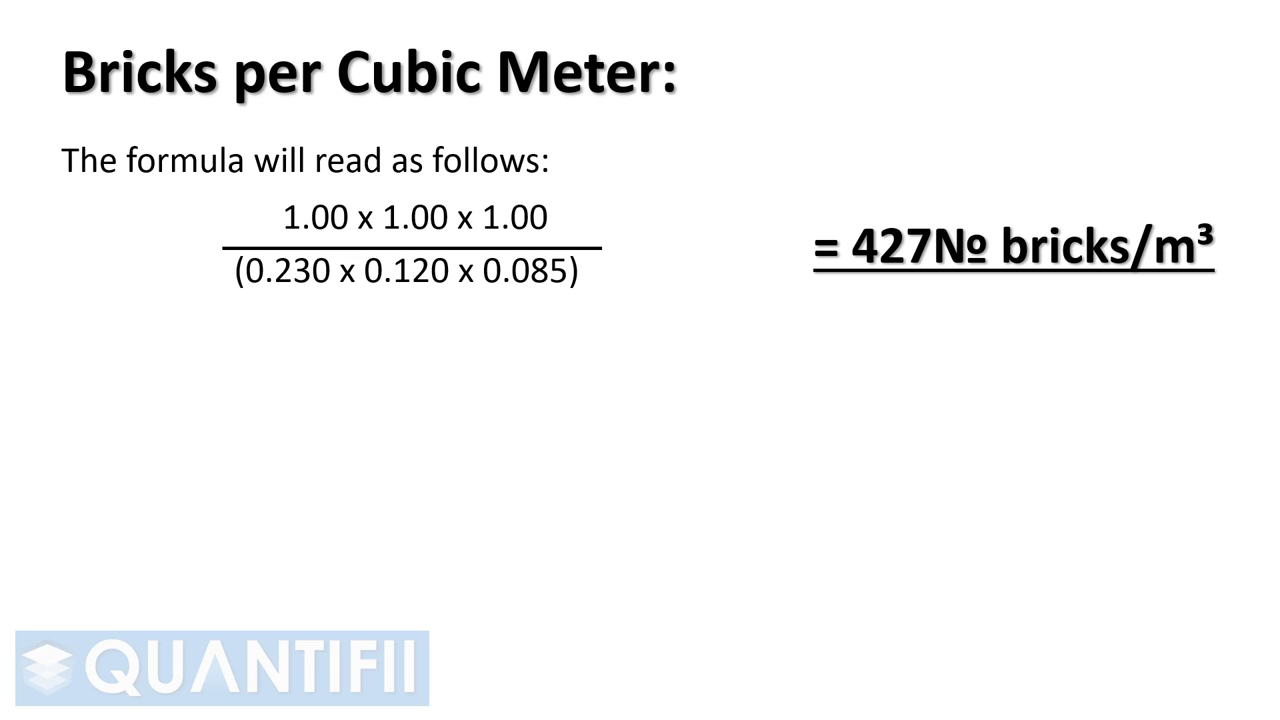 Bricks per Cubic Meter:
The formula will read as follows:
1.00 x 1.00 x 1.00
(0.230 x 0.120 x 0.085)
= 427№ bricks/m³
QUANTIFII